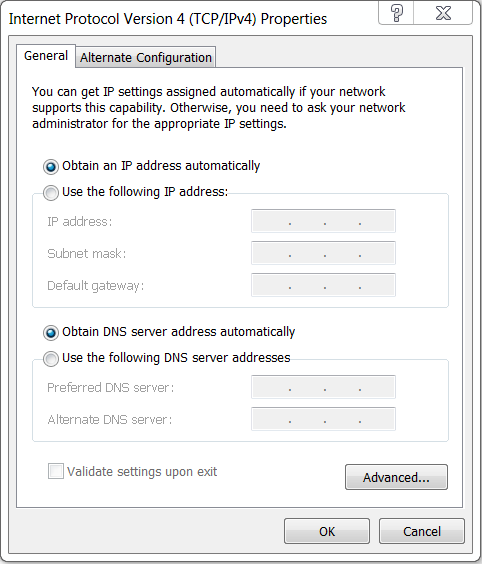 Internet Protocol Version 4 (TCP/IPv4) Properties
?
X
General
Alternate Configuration
You can get IP settings assigned automatically if your network
supports this capability. Otherwise, you need to ask your network
administrator for the appropriate IP settings.
Obtain an IP address automatically
Use the following IP address:
IP address:
. . .
Subnet mask:
. . .
Default gateway:
. . .
Obtain DNS server address automatically
Use the following DNS server addresses
Preferred DNS server:
. . .
Alternate DNS server:
. . .
Validate settings upon exit
Advanced...
OK
Cancel